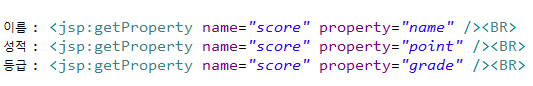 이름 : <jsp:getProperty name="score" property="name" /><BR>
성적 : <jsp:getProperty name="score" property="point" /><BR>
등급 : <jsp:getProperty name="score" property="grade" /><BR>